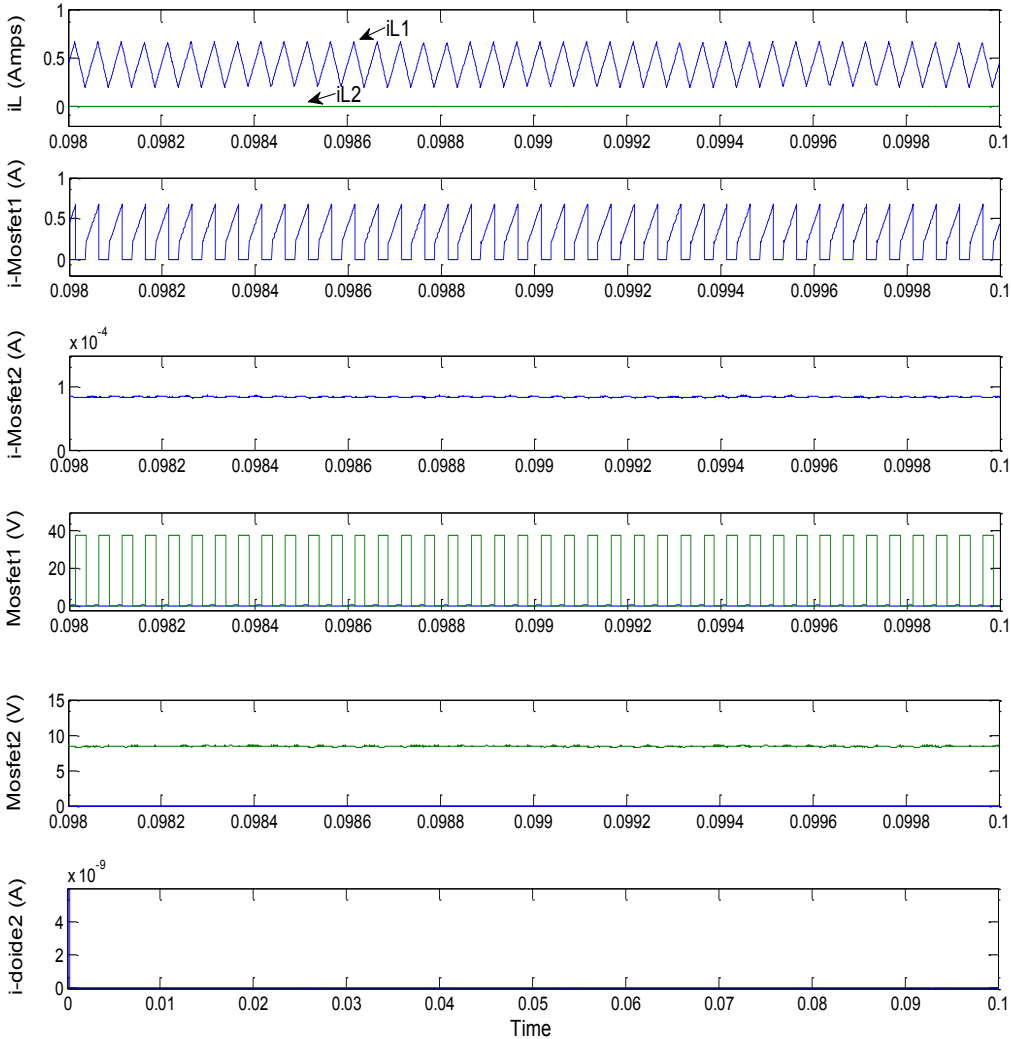 iL (Amps)
1
0.5
0
iL1
iL2
0.098 0.0982 0.0984 0.0986 0.0988 0.099 0.0992 0.0994 0.0996 0.0998 0.1
i-Mosfet1 (A)
1
0.5
0
0.098 0.0982 0.0984 0.0986 0.0988 0.099 0.0992 0.0994 0.0996 0.0998 0.1
i-Mosfet2 (A)
x 10^-4
1
0
0.098 0.0982 0.0984 0.0986 0.0988 0.099 0.0992 0.0994 0.0996 0.0998 0.1
Mosfet1 (V)
40
20
0
0.098 0.0982 0.0984 0.0986 0.0988 0.099 0.0992 0.0994 0.0996 0.0998 0.1
Mosfet2 (V)
15
10
5
0
0.098 0.0982 0.0984 0.0986 0.0988 0.099 0.0992 0.0994 0.0996 0.0998 0.1
i-doide2 (A)
x 10^-9
4
2
0
0 0.01 0.02 0.03 0.04 0.05 0.06 0.07 0.08 0.09 0.1
Time